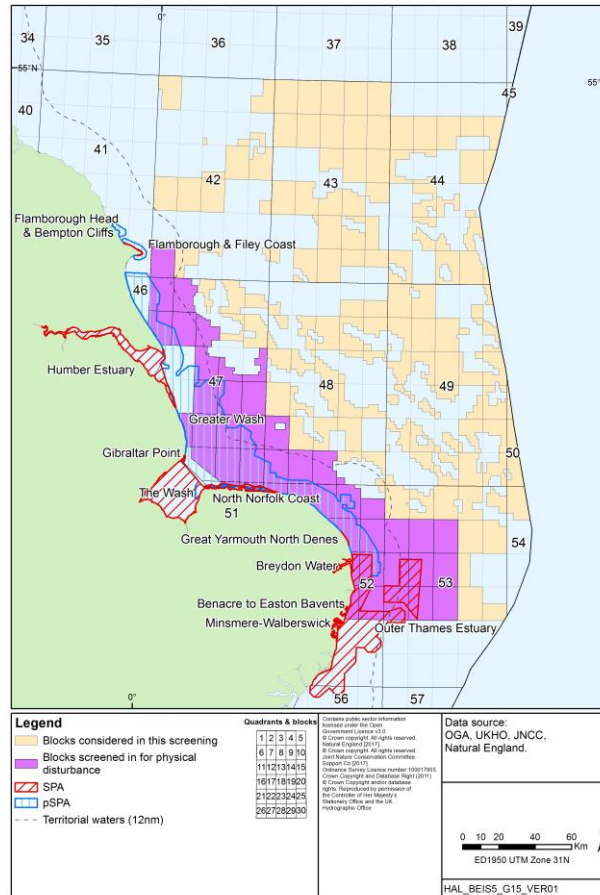 0°
39
34
35
36
37
38
55°N
55°
45
40
41
42
43
44
Flamborough Head
& Bempton Cliffs
Flamborough & Filey Coast
46
Humber Estuary
47
48
49
Greater Wash
50
Gibraltar Point
The Wash
North Norfolk Coast
51
Great Yarmouth North Denes
54
Breydon Water
52
53
Benacre to Easton Bavents
Minsmere-Walberswick
Outer Thames Estuary
0°
56
57
Legend
Blocks considered in this screening
Blocks screened in for physical
disturbance
SPA
pSPA
Territorial waters (12nm)
Quadrants & blocks
1 2 3 4 5
6 7 8 9 10
11 12 13 14 15
16 17 18 19 20
21 22 23 24 25
26 27 28 29 30
Contains public sector information
licensed under the Open
Government Licence v3.0
© Crown copyright. All rights reserved.
Natural England [2017].
© Crown copyright. All rights reserved.
Joint Nature Conservation Committee
Support Co [2017].
Ordnance Survey Licence number 100017955.
Crown Copyright and Database Right (2011)
© Crown Copyright and/or database
rights. Reproduced by permission of
the Controller of Her Majesty's
Stationery Office and the UK
Hydrographic Office
Data source:
OGA, UKHO, JNCC,
Natural England.
0 10 20 40 60
Km
ED1950 UTM Zone 31N
HAL_BEIS5_G15_VER01